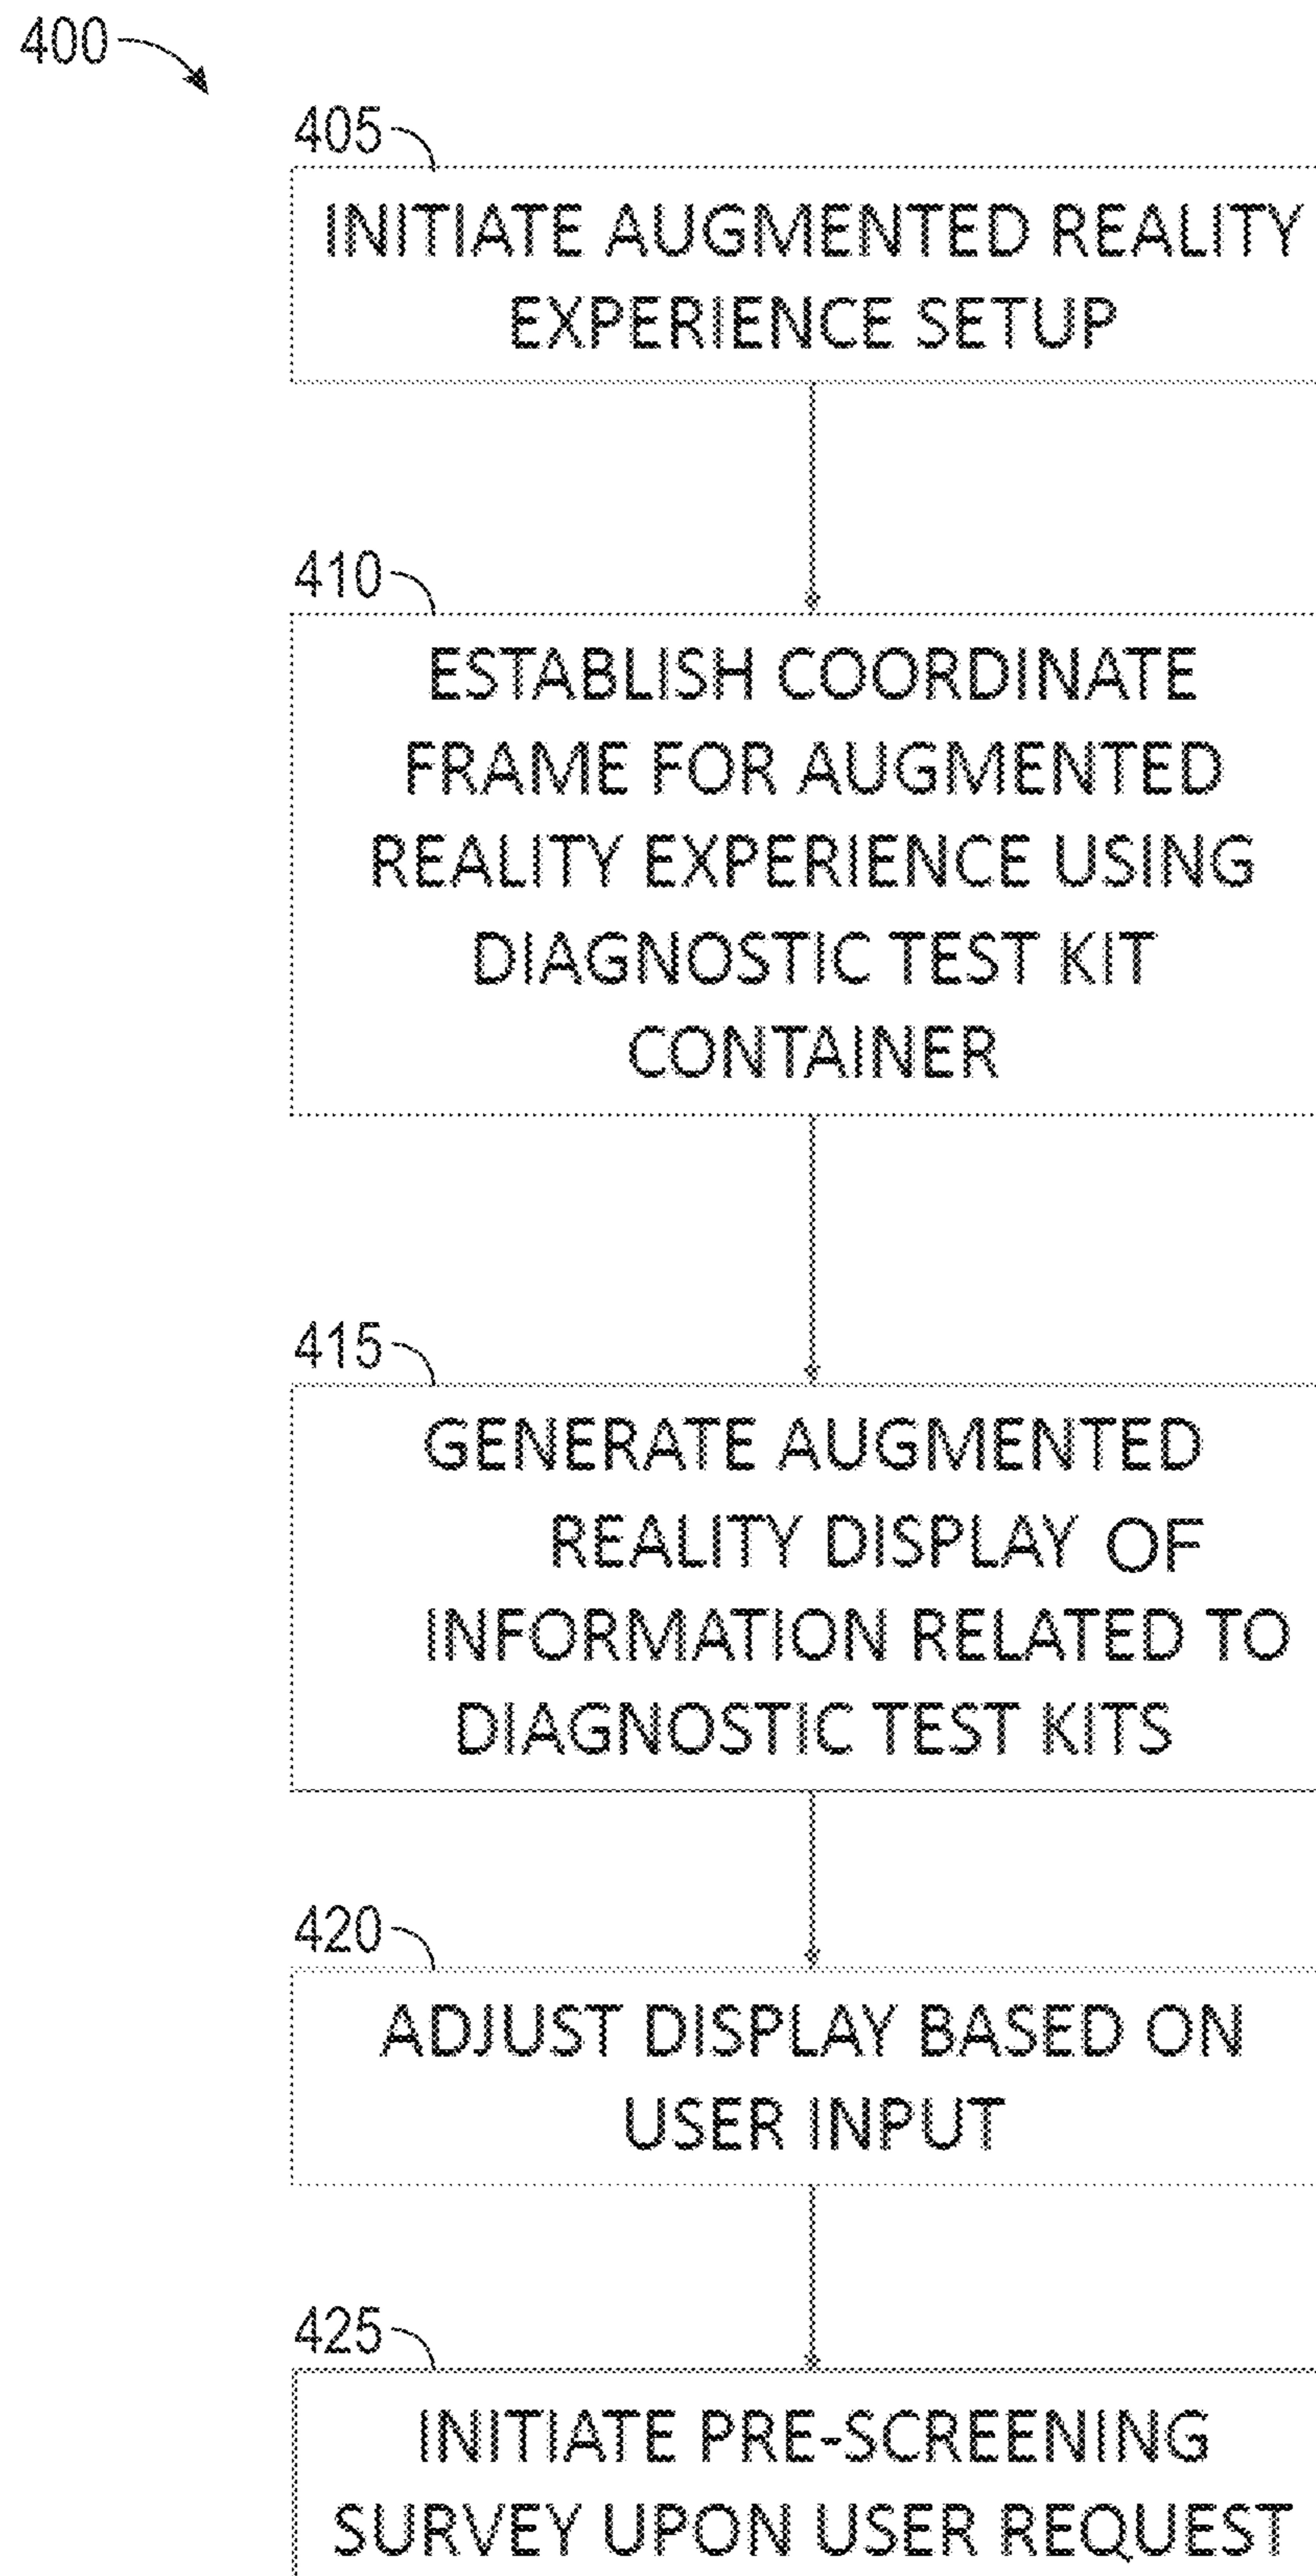 400
405
INITIATE AUGMENTED REALITY
EXPERIENCE SETUP
410
ESTABLISH COORDINATE
FRAME FOR AUGMENTED
REALITY EXPERIENCE USING
DIAGNOSTIC TEST KIT
CONTAINER
415
GENERATE AUGMENTED
REALITY DISPLAY OF
INFORMATION RELATED TO
DIAGNOSTIC TEST KITS
420
ADJUST DISPLAY BASED ON
USER INPUT
425
INITIATE PRE-SCREENING
SURVEY UPON USER REQUEST